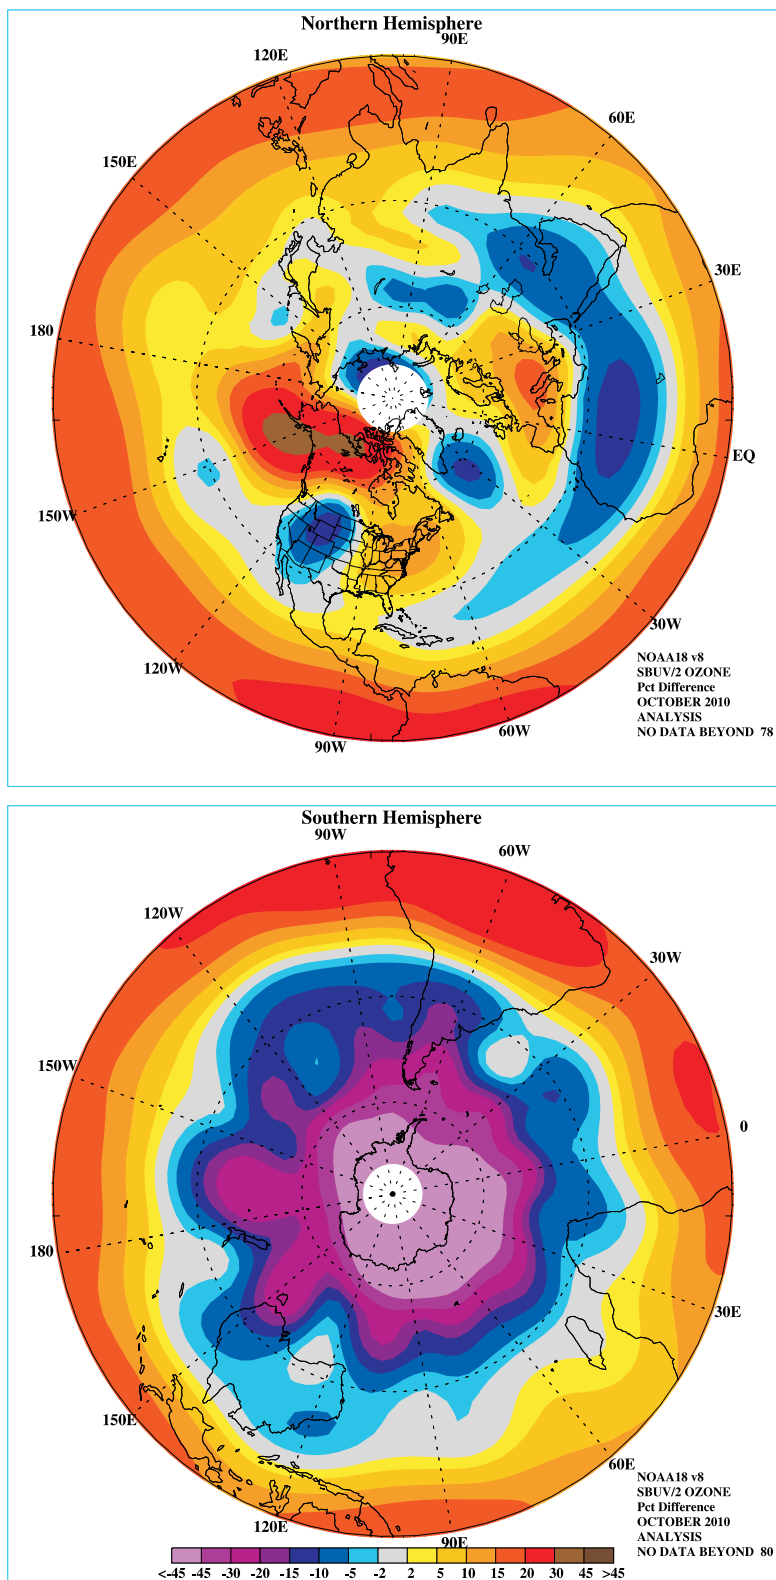 Northern Hemisphere
90E
120E
60E
150E
30E
180
EQ
150W
30W
120W
60W
90W
NOAA18 v8
SBUV/2 OZONE
Pct Difference
OCTOBER 2010
ANALYSIS
NO DATA BEYOND 78
Southern Hemisphere
90W
60W
120W
30W
150W
0
180
30E
150E
60E
120E
90E
NOAA18 v8
SBUV/2 OZONE
Pct Difference
OCTOBER 2010
ANALYSIS
NO DATA BEYOND 80
<-45 -45 -30 -20 -15 -10 -5 -2 2 5 10 15 20 30 45 >45